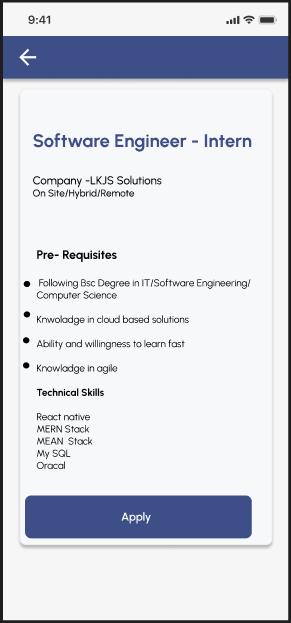 9:41
Software Engineer - Intern
Company -LKJS Solutions
On Site/Hybrid/Remote
Pre- Requisites
Following Bsc Degree in IT/Software Engineering/
Computer Science
Knwoladge in cloud based solutions
Ability and willingness to learn fast
Knowladge in agile
Technical Skills
React native
MERN Stack
MEAN Stack
My SQL
Oracal
Apply